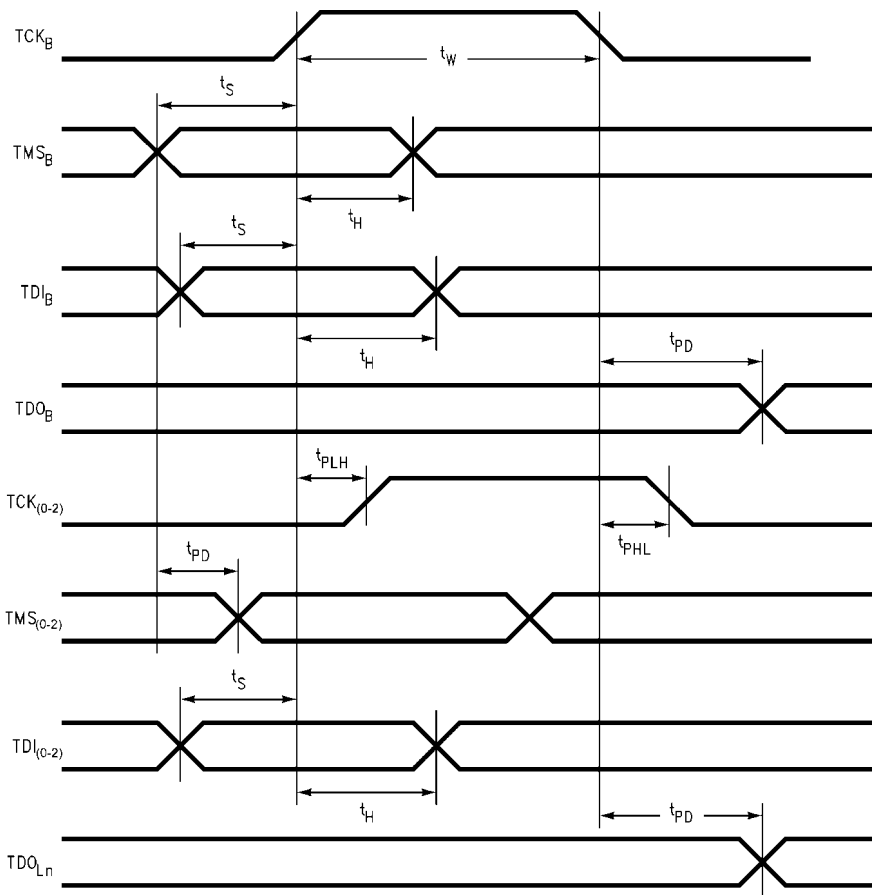 TCK_B
t_W
t_S
TMS_B
t_H
t_S
TDI_B
t_H
t_PD
TDO_B
t_PLH
TCK_(0-2)
t_PD
t_PHL
TMS_(0-2)
t_S
TDI_(0-2)
t_H
t_PD
TDO_Ln